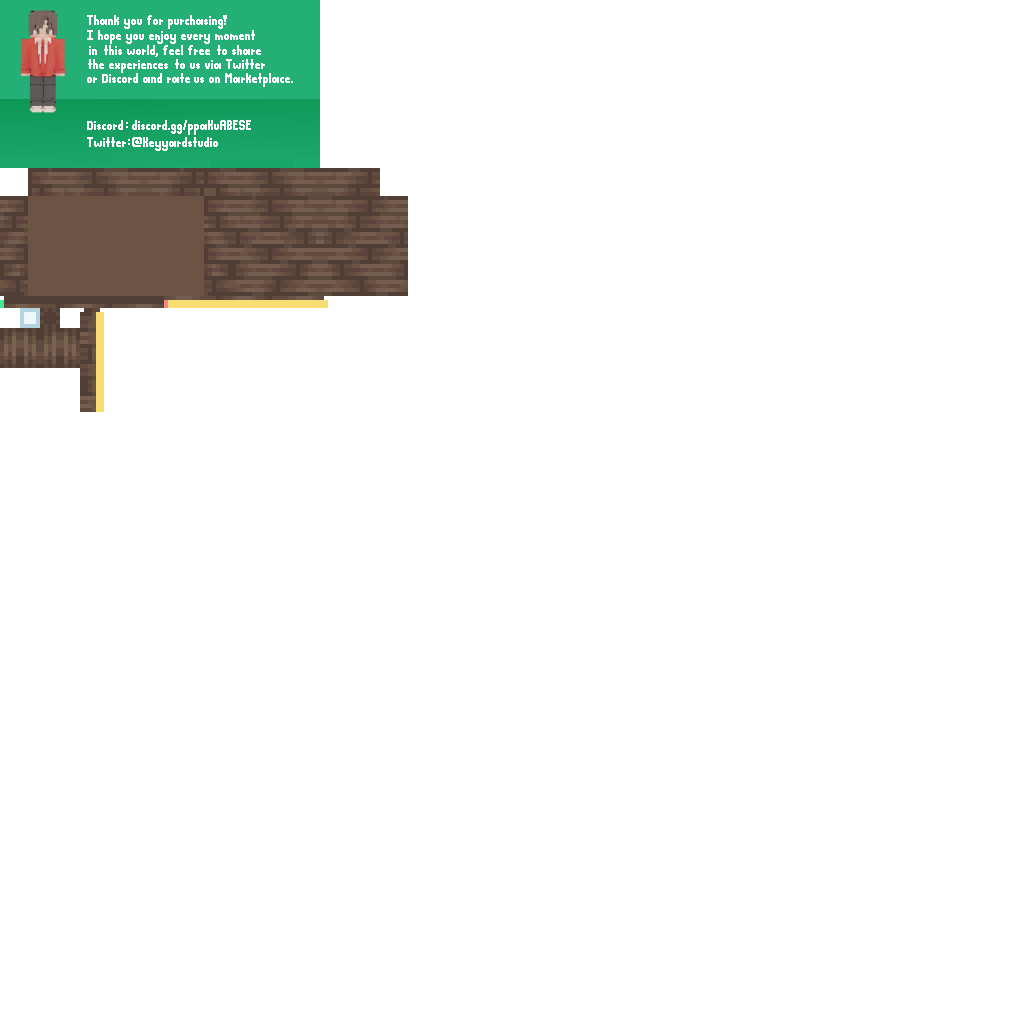 Thank you for purchasing!
I hope you enjoy every moment
in this world, feel free to share
the experiences to us via Twitter
or Discord and rate us on Marketplace.
Discord: discord.gg/ppaKuABESE
Twitter:@Keyyardstudio